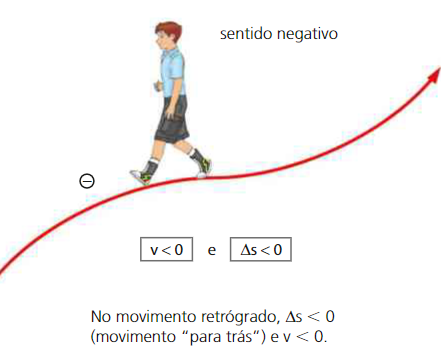 sentido negativo
⊖
v < 0 e Δs < 0
No movimento retrógrado, Δs < 0
(movimento “para trás”) e v < 0.